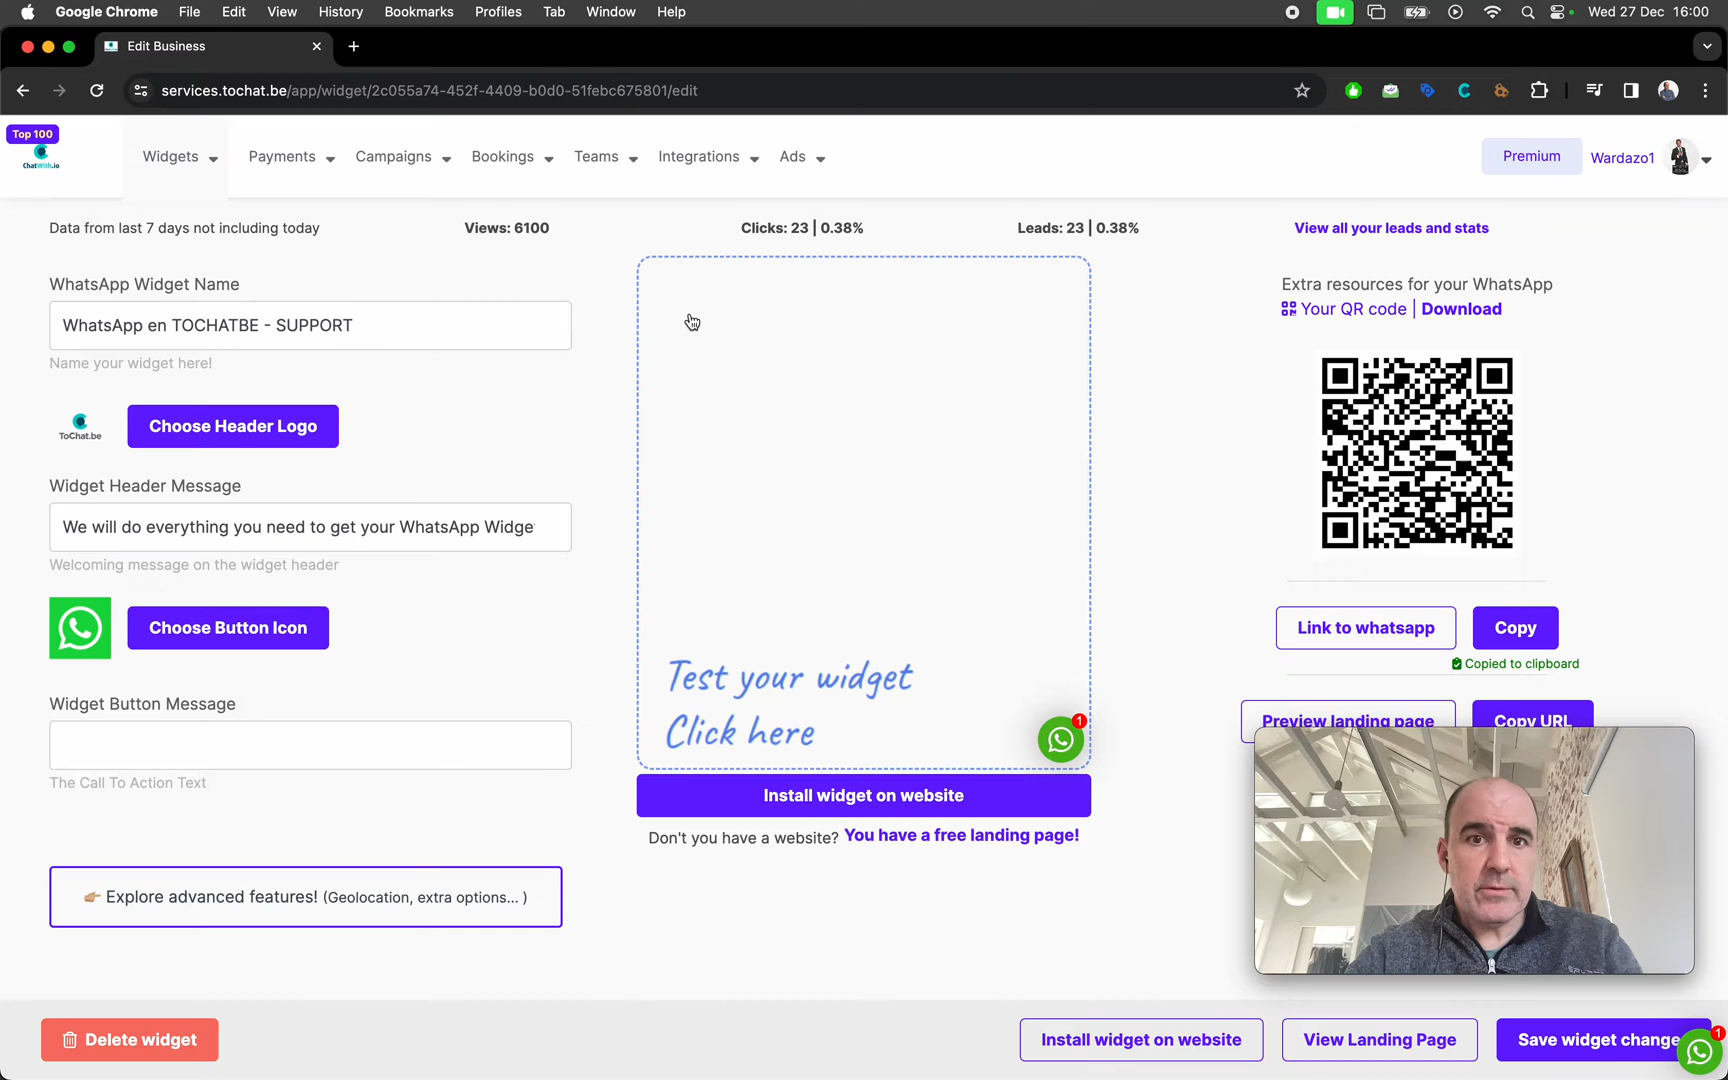 Google Chrome File Edit View History Bookmarks Profiles Tab Window Help
Wed 27 Dec 16:00
Edit Business
services.tochat.be/app/widget/2c055a74-452f-4409-b0d0-51febc675801/edit
Top 100
ChatWith.io
Widgets Payments Campaigns Bookings Teams Integrations Ads
Premium Wardazo1
Data from last 7 days not including today
Views: 6100
Clicks: 23 | 0.38%
Leads: 23 | 0.38%
View all your leads and stats
WhatsApp Widget Name
WhatsApp en TOCHATBE - SUPPORT
Name your widget here!
ToChat.be
Choose Header Logo
Widget Header Message
We will do everything you need to get your WhatsApp Widge
Welcoming message on the widget header
Choose Button Icon
Widget Button Message
The Call To Action Text
👉🏼 Explore advanced features! (Geolocation, extra options... )
Test your widget
Click here
1
Install widget on website
Don't you have a website? You have a free landing page!
Extra resources for your WhatsApp
Your QR code | Download
Link to whatsapp
Copy
Copied to clipboard
Preview landing page
Copy URL
Delete widget
Install widget on website
View Landing Page
Save widget change
1